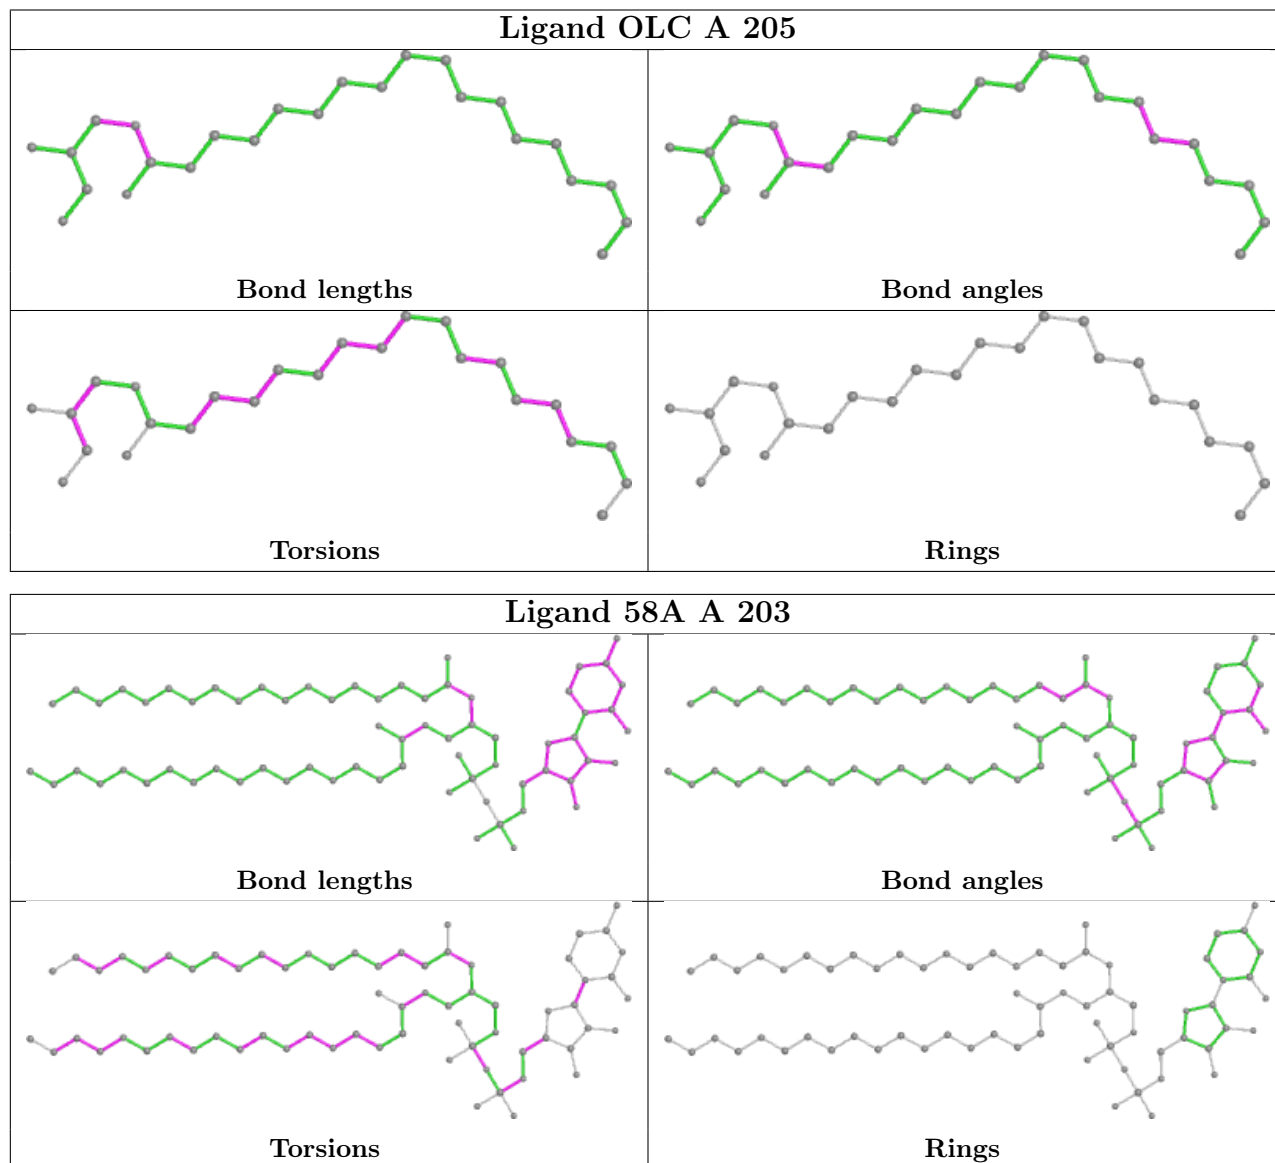 Ligand OLC A 205
Bond lengths
Bond angles
Torsions
Rings
Ligand 58A A 203
Bond lengths
Bond angles
Torsions
Rings